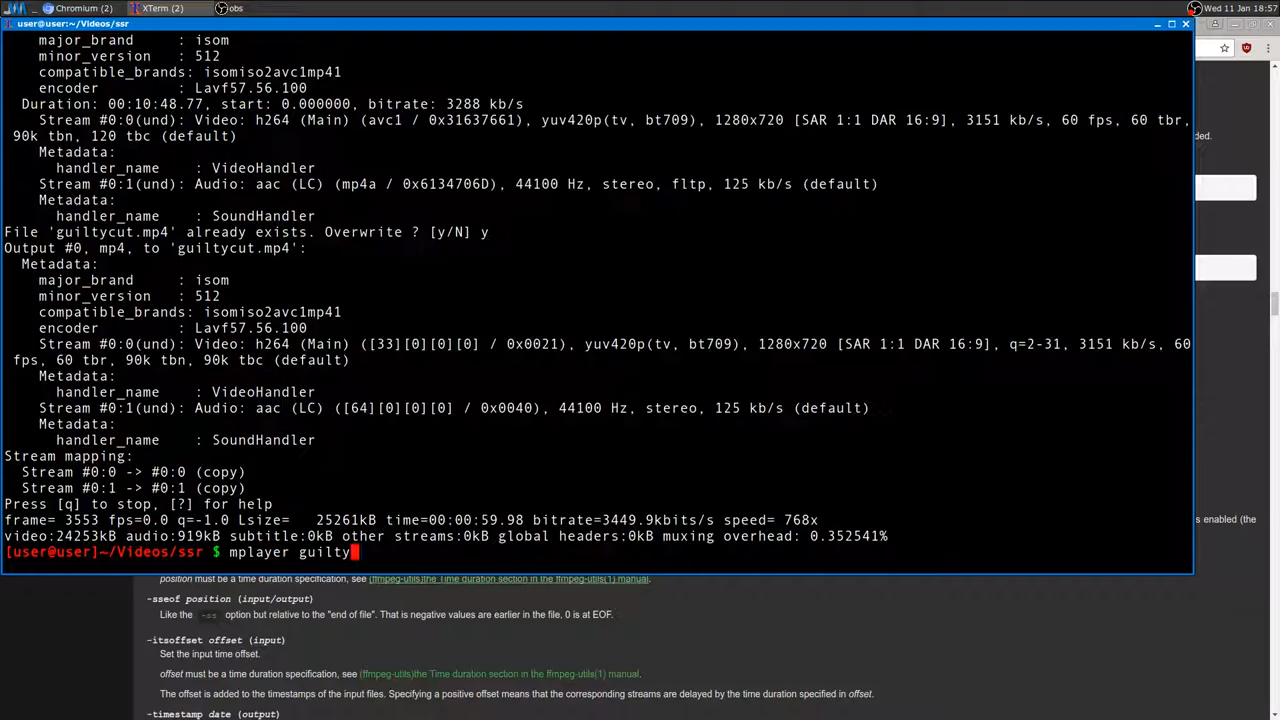 Chromium (2)
XTerm (2)
obs
Wed 11 Jan 18:57
user@user:~/Videos/ssr
major_brand : isom
minor_version : 512
compatible_brands: isomiso2avc1mp41
encoder : Lavf57.56.100
Duration: 00:10:48.77, start: 0.000000, bitrate: 3288 kb/s
Stream #0:0(und): Video: h264 (Main) (avc1 / 0x31637661), yuv420p(tv, bt709), 1280x720 [SAR 1:1 DAR 16:9], 3151 kb/s, 60 fps, 60 tbr,
90k tbn, 120 tbc (default)
Metadata:
handler_name : VideoHandler
Stream #0:1(und): Audio: aac (LC) (mp4a / 0x6134706D), 44100 Hz, stereo, fltp, 125 kb/s (default)
Metadata:
handler_name : SoundHandler
File 'guiltycut.mp4' already exists. Overwrite ? [y/N] y
Output #0, mp4, to 'guiltycut.mp4':
Metadata:
major_brand : isom
minor_version : 512
compatible_brands: isomiso2avc1mp41
encoder : Lavf57.56.100
Stream #0:0(und): Video: h264 (Main) ([33][0][0][0] / 0x0021), yuv420p(tv, bt709), 1280x720 [SAR 1:1 DAR 16:9], q=2-31, 3151 kb/s, 60
fps, 60 tbr, 90k tbn, 90k tbc (default)
Metadata:
handler_name : VideoHandler
Stream #0:1(und): Audio: aac (LC) ([64][0][0][0] / 0x0040), 44100 Hz, stereo, 125 kb/s (default)
Metadata:
handler_name : SoundHandler
Stream mapping:
Stream #0:0 -> #0:0 (copy)
Stream #0:1 -> #0:1 (copy)
Press [q] to stop, [?] for help
frame= 3553 fps=0.0 q=-1.0 Lsize= 25261kB time=00:00:59.98 bitrate=3449.9kbits/s speed= 768x
video:24253kB audio:919kB subtitle:0kB other streams:0kB global headers:0kB muxing overhead: 0.352541%
[user@user]~/Videos/ssr $ mplayer guilty
ded.
s enabled (the
position must be a time duration specification, see (ffmpeg-utils)the Time duration section in the ffmpeg-utils(1) manual.
-sseof position (input/output)
Like the -ss option but relative to the "end of file". That is negative values are earlier in the file, 0 is at EOF.
-itsoffset offset (input)
Set the input time offset.
offset must be a time duration specification, see (ffmpeg-utils)the Time duration section in the ffmpeg-utils(1) manual.
The offset is added to the timestamps of the input files. Specifying a positive offset means that the corresponding streams are delayed by the time duration specified in offset.
-timestamp date (output)